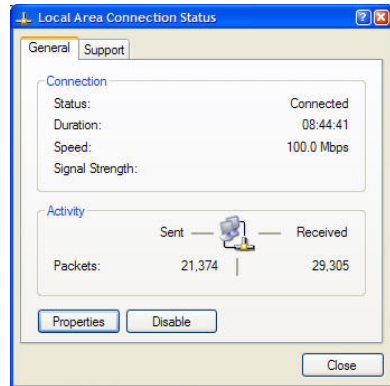 Local Area Connection Status
General Support
Connection
Status: Connected
Duration: 08:44:41
Speed: 100.0 Mbps
Signal Strength:
Activity
Sent Received
Packets: 21,374 29,305
Properties Disable
Close